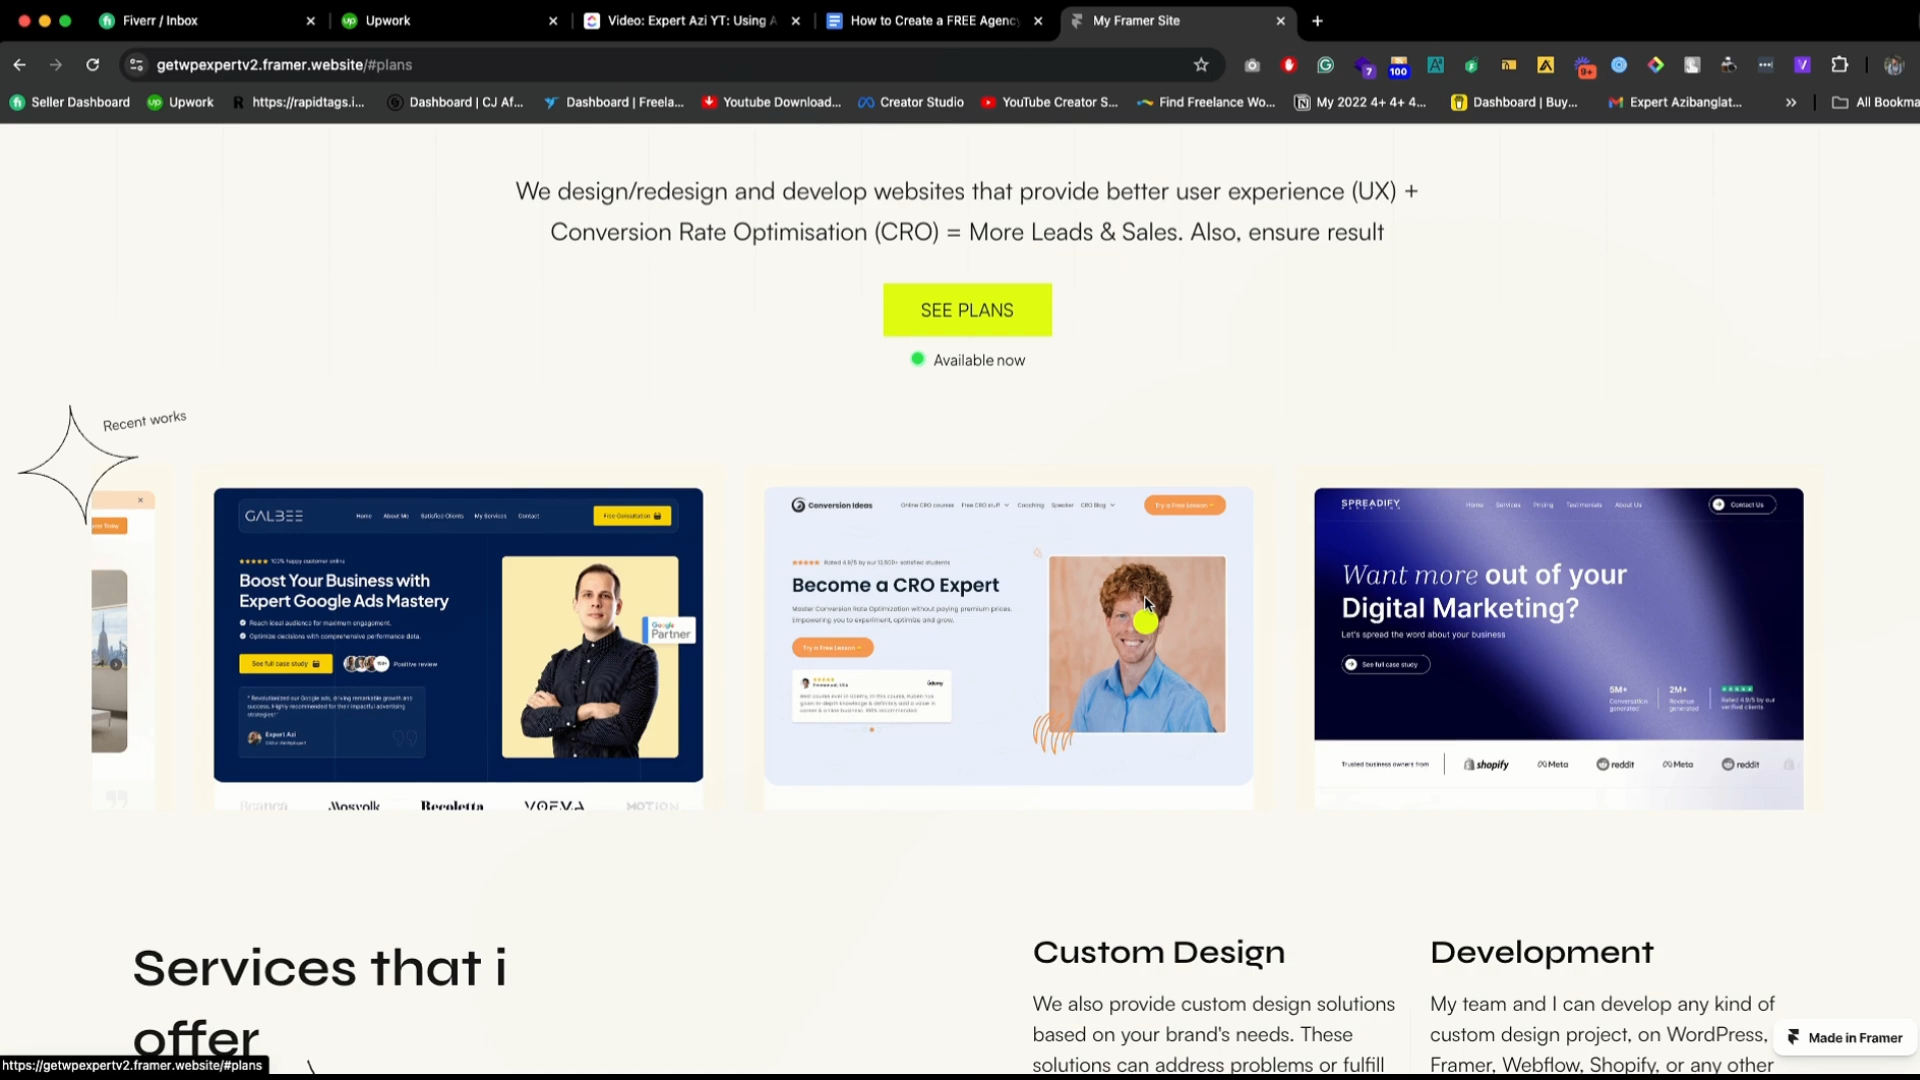 Fiverr / Inbox
Upwork
Video: Expert Azi YT: Using A
How to Create a FREE Agency
My Framer Site
getwpexpertv2.framer.website/#plans
7
100
9+
Seller Dashboard
Upwork
https://rapidtags.i...
Dashboard | CJ Af...
Dashboard | Freela...
Youtube Download...
Creator Studio
YouTube Creator S...
Find Freelance Wo...
My 2022 4+ 4+ 4...
Dashboard | Buy...
Expert Azibanglat...
All Bookma
We design/redesign and develop websites that provide better user experience (UX) +
Conversion Rate Optimisation (CRO) = More Leads & Sales. Also, ensure result
SEE PLANS
Available now
Recent works
GALBEE
Home
About Me
Satisfied Clients
My Services
Contact
Free Consultation
100% happy customer online
Boost Your Business with
Expert Google Ads Mastery
Reach local audience for maximum engagement.
Optimize decisions with comprehensive performance data.
See full case study
Positive review
Google
Partner
Expert Azi
Mosvolk
Recoletta
MOTION
Conversion Ideas
Online CRO courses
Free CRO stuff
Coaching
Speaker
CRO Blog
Try a Free Lesson
Rated 4.9/5 by our 12,500+ satisfied students
Become a CRO Expert
Master Conversion Rate Optimization without paying premium prices.
Empowering you to experiment, optimize and grow.
Try a Free Lesson
Udemy
SPREADIFY
Home
Services
Pricing
Testimonials
About Us
Contact Us
Want more out of your
Digital Marketing?
Let's spread the word about your business
See full case study
5M+
Conversation
generated
2M+
Revenue
generated
Rated 4.9/5 by our
verified clients
Trusted business owners from
shopify
Meta
reddit
Meta
reddit
Services that i
offer
Custom Design
We also provide custom design solutions
based on your brand's needs. These
solutions can address problems or fulfill
Development
My team and I can develop any kind of
custom design project, on WordPress,
Framer, Webflow, Shopify, or any other
Made in Framer
https://getwpexpertv2.framer.website/#plans